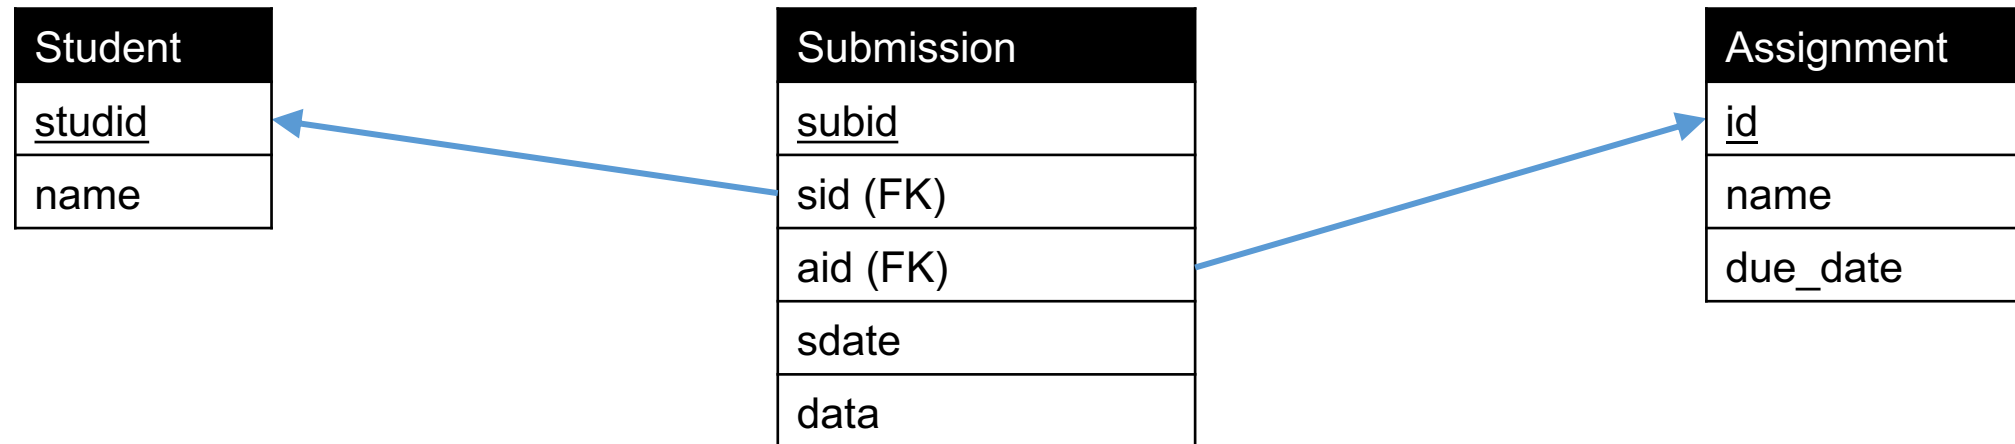 Student
studid
name
Submission
subid
sid (FK)
aid (FK)
sdate
data
Assignment
id
name
due_date